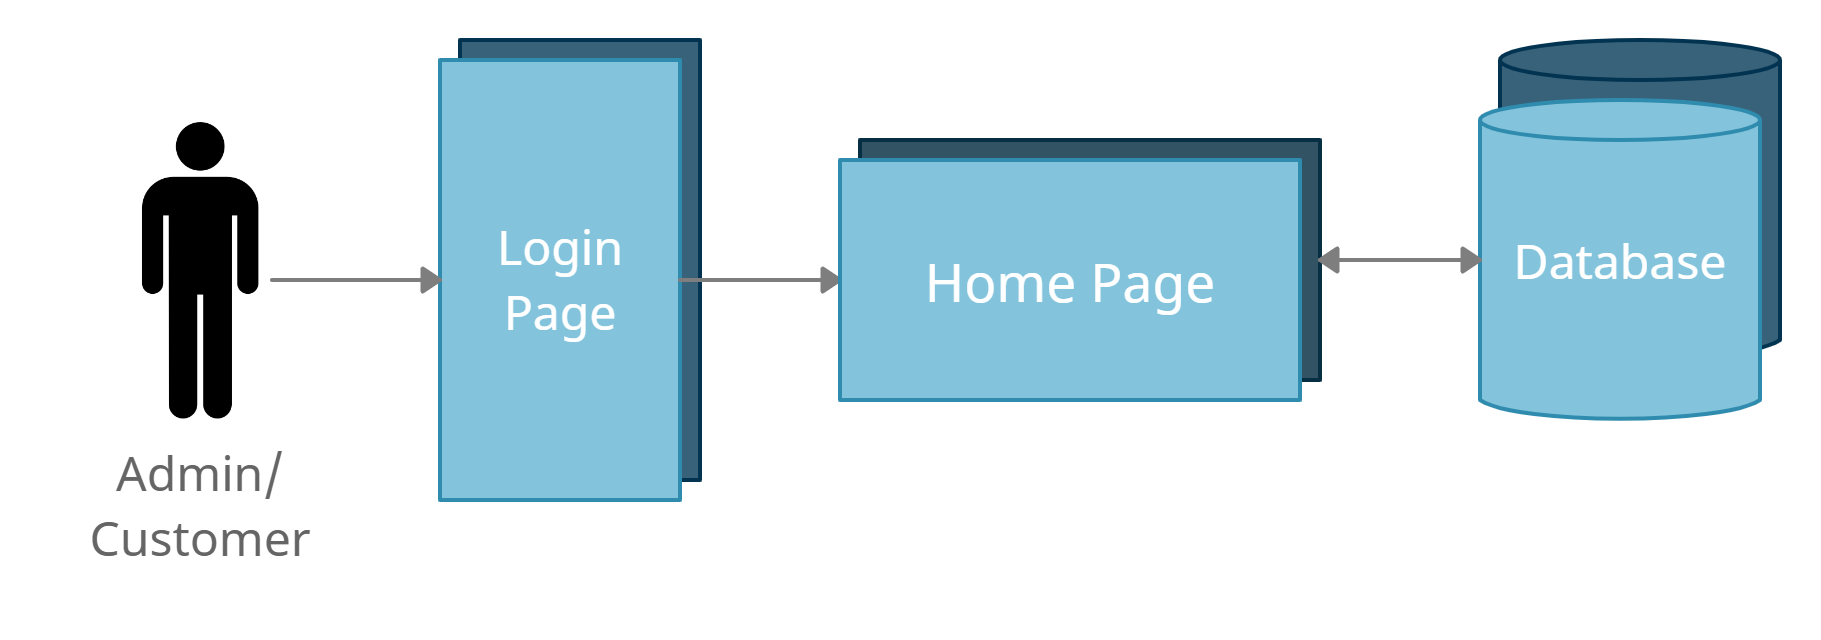 Admin/
Customer
Login
Page
Home Page
Database